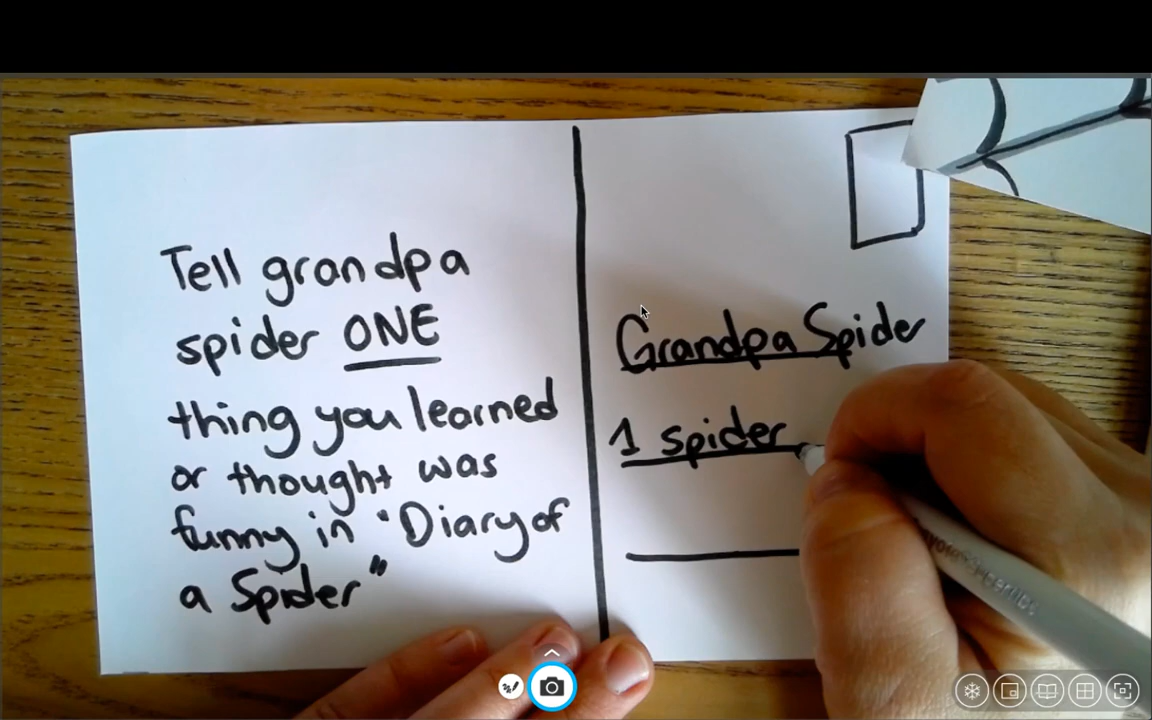 Tell grandpa
spider ONE
thing you learned
or thought was
funny in "Diary of
a Spider"
Grandpa Spider
1 spider